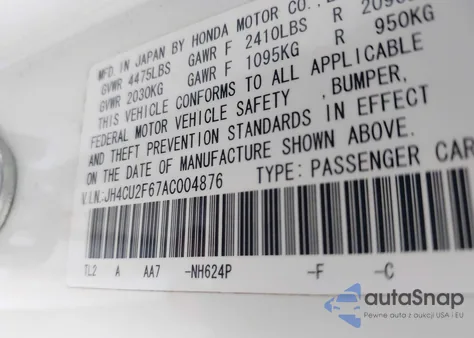 MFD. IN JAPAN BY HONDA MOTOR CO.,
GVWR 4475LBS GAWR F 2410LBS R
GVWR 2030KG GAWR F 1095KG R 950KG
THIS VEHICLE CONFORMS TO ALL APPLICABLE
FEDERAL MOTOR VEHICLE SAFETY , BUMPER,
AND THEFT PREVENTION STANDARDS IN EFFECT
ON THE DATE OF MANUFACTURE SHOWN ABOVE.
V.I.N.:JH4CU2F67AC004876 TYPE:PASSENGER CAR
TL2 A AA7 -NH624P -F -C
autoSnap
Pewne auta z aukcji USA i EU